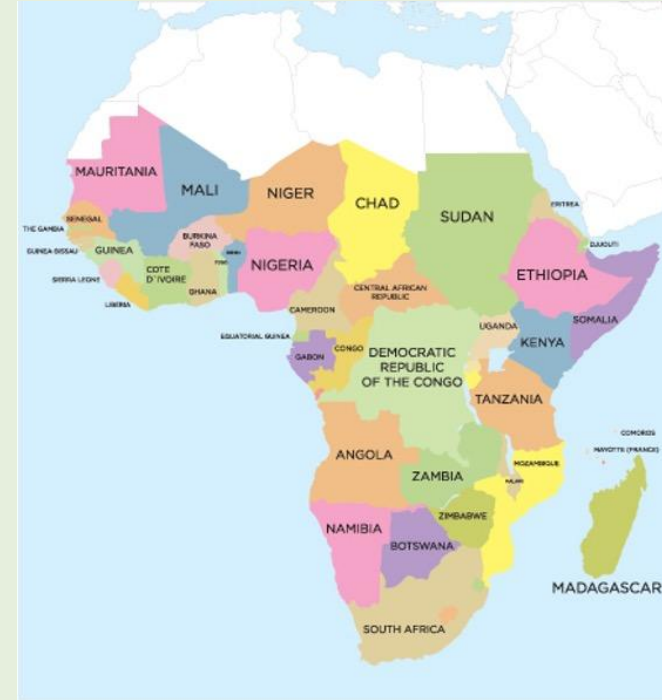 MAURITANIA
MALI
NIGER
CHAD
SUDAN
ERITREA
SENEGAL
THE GAMBIA
BURKINA
FASO
DJIBOUTI
GUINEA-BISSAU
GUINEA
NIGERIA
ETHIOPIA
SIERRA LEONE
COTE
D'IVOIRE
GHANA
CENTRAL AFRICAN
REPUBLIC
LIBERIA
CAMEROON
SOMALIA
EQUATORIAL GUINEA
UGANDA
KENYA
GABON
CONGO
DEMOCRATIC
REPUBLIC
OF THE CONGO
TANZANIA
COMOROS
ANGOLA
MAYOTTE (FRANCE)
MOZAMBIQUE
ZAMBIA
MALAWI
ZIMBABWE
NAMIBIA
BOTSWANA
MADAGASCAR
SOUTH AFRICA